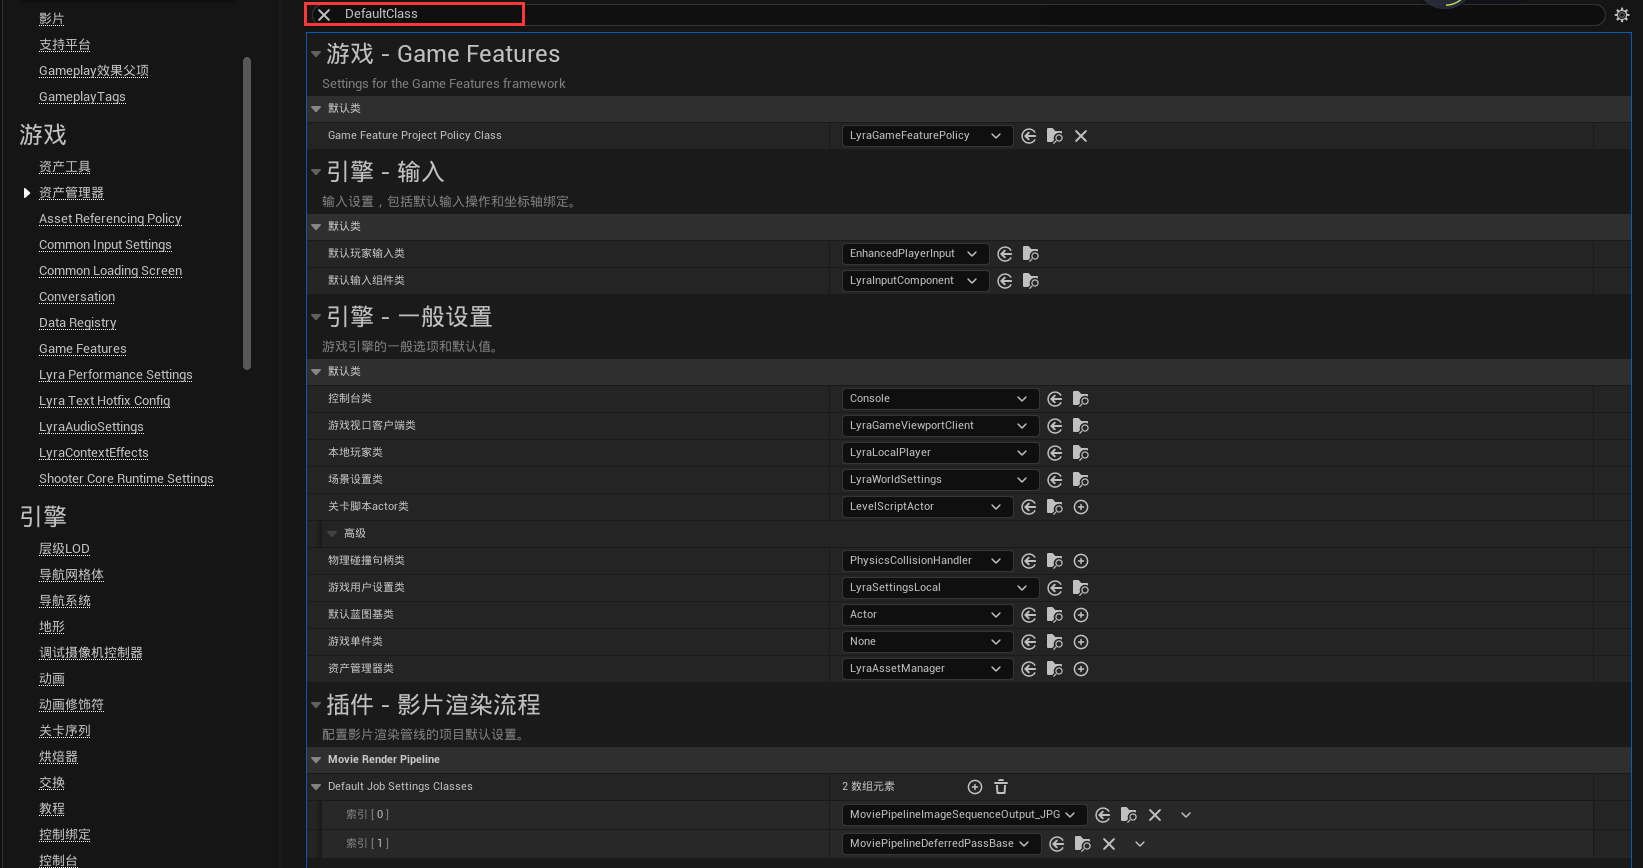 影片
支持平台
Gameplay效果父项
GameplayTags
游戏
资产工具
资产管理器
Asset Referencing Policy
Common Input Settings
Common Loading Screen
Conversation
Data Registry
Game Features
Lyra Performance Settings
Lyra Text Hotfix Config
LyraAudioSettings
LyraContextEffects
Shooter Core Runtime Settings
引擎
层级LOD
导航网格体
导航系统
地形
调试摄像机控制器
动画
动画修饰符
关卡序列
烘焙器
交换
教程
控制绑定
控制台
DefaultClass
游戏 - Game Features
Settings for the Game Features framework
默认类
Game Feature Project Policy Class LyraGameFeaturePolicy
引擎 - 输入
输入设置，包括默认输入操作和坐标轴绑定。
默认类
默认玩家输入类 EnhancedPlayerInput
默认输入组件类 LyraInputComponent
引擎 - 一般设置
游戏引擎的一般选项和默认值。
默认类
控制台类 Console
游戏视口客户端类 LyraGameViewportClient
本地玩家类 LyraLocalPlayer
场景设置类 LyraWorldSettings
关卡脚本actor类 LevelScriptActor
高级
物理碰撞句柄类 PhysicsCollisionHandler
游戏用户设置类 LyraSettingsLocal
默认蓝图基类 Actor
游戏单件类 None
资产管理器类 LyraAssetManager
插件 - 影片渲染流程
配置影片渲染管线的项目默认设置。
Movie Render Pipeline
Default Job Settings Classes 2 数组元素
索引 [ 0 ] MoviePipelineImageSequenceOutput_JPG
索引 [ 1 ] MoviePipelineDeferredPassBase